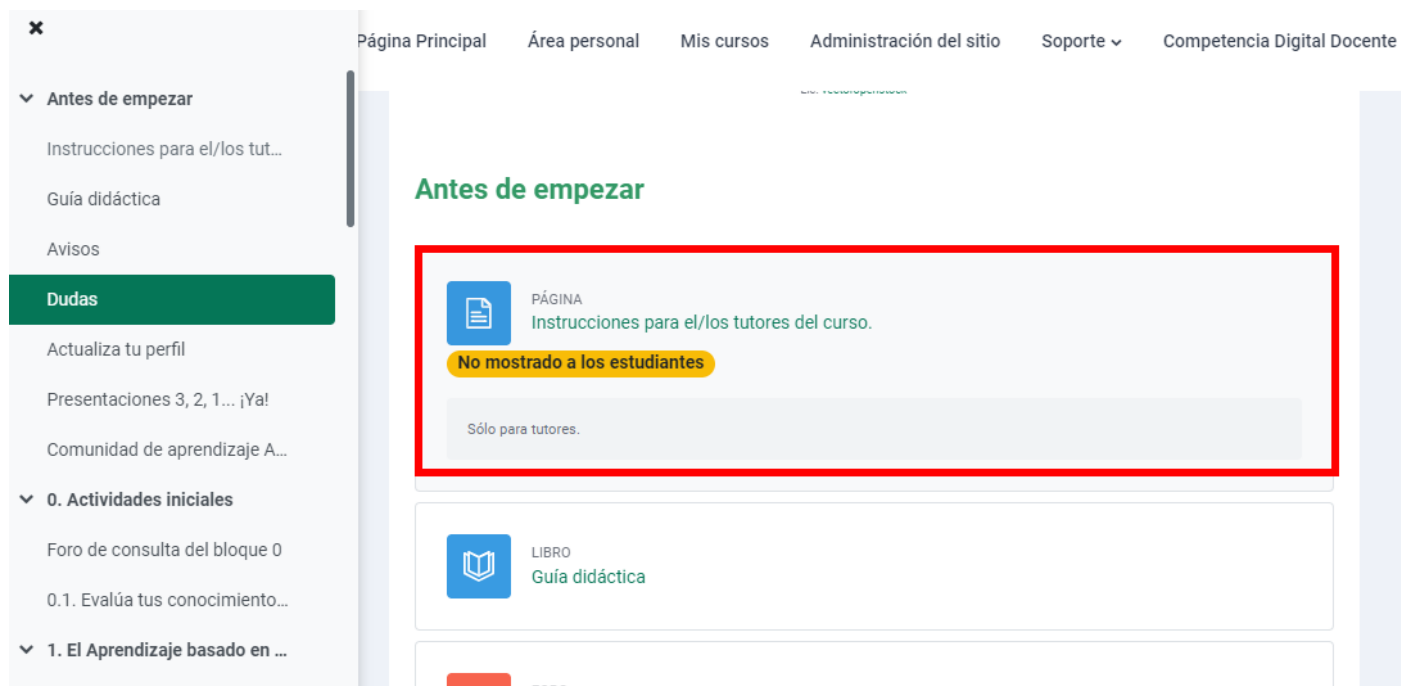 Página Principal Área personal Mis cursos Administración del sitio Soporte Competencia Digital Docente
Antes de empezar
Instrucciones para el/los tut...
Guía didáctica
Avisos
Dudas
Actualiza tu perfil
Presentaciones 3, 2, 1... ¡Ya!
Comunidad de aprendizaje A...
0. Actividades iniciales
Foro de consulta del bloque 0
0.1. Evalúa tus conocimiento...
1. El Aprendizaje basado en ...
Antes de empezar
PÁGINA
Instrucciones para el/los tutores del curso.
No mostrado a los estudiantes
Sólo para tutores.
LIBRO
Guía didáctica